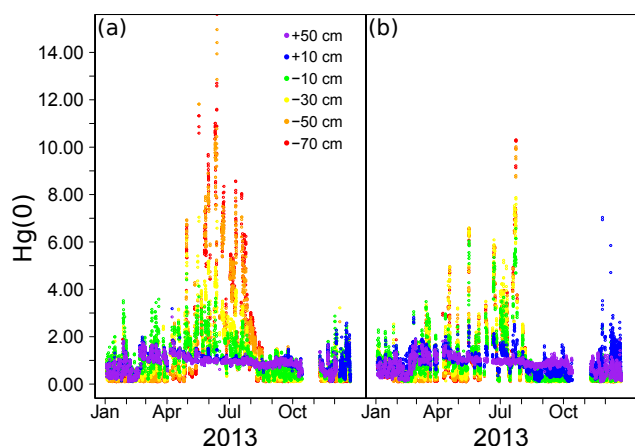 (a)
(b)
+50 cm
+10 cm
−10 cm
−30 cm
−50 cm
−70 cm
Hg(0)
14.00
12.00
10.00
8.00
6.00
4.00
2.00
0.00
Jan Apr Jul Oct Jan Apr Jul Oct
2013 2013